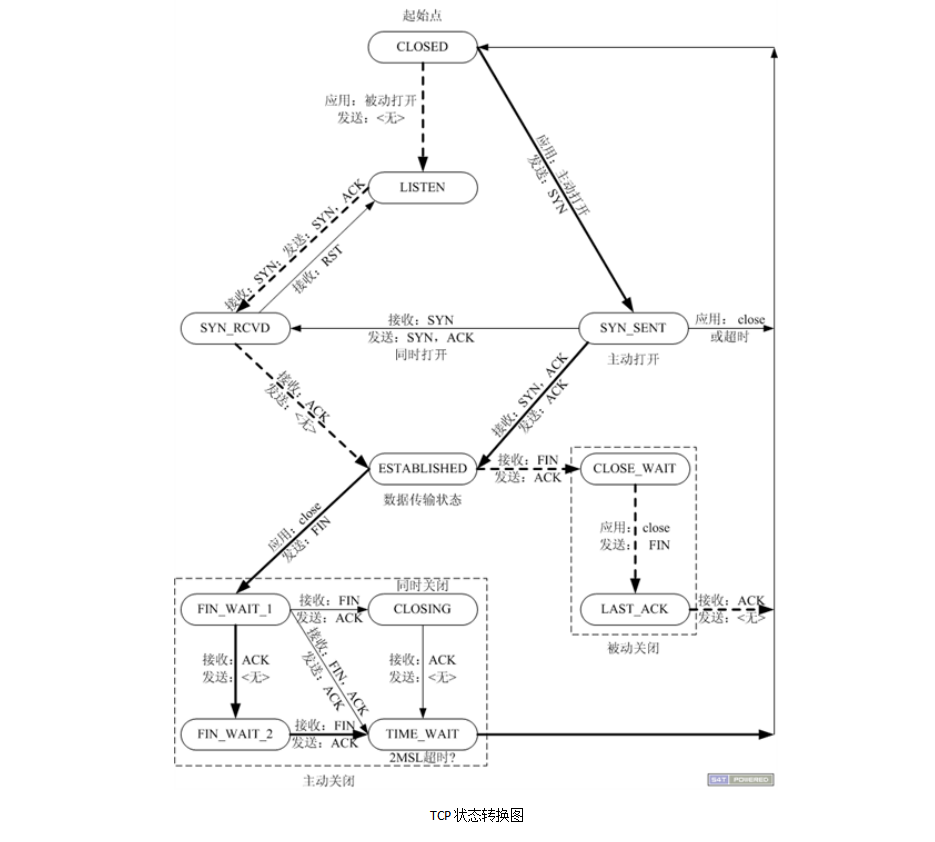 起始点
CLOSED
应用：被动打开
发送：<无>
应用：主动打开
发送：SYN
LISTEN
接收：SYN；发送：SYN，ACK
接收：RST
SYN_RCVD
接收：SYN
发送：SYN，ACK
同时打开
SYN_SENT
主动打开
应用： close
或超时
接收：ACK
发送：<无>
接收：SYN，ACK
发送：ACK
ESTABLISHED
数据传输状态
接收：FIN
发送：ACK
CLOSE_WAIT
应用： close
发送： FIN
LAST_ACK
接收：ACK
发送：<无>
被动关闭
应用：close
发送：FIN
同时关闭
FIN_WAIT_1
接收：FIN
发送：ACK
CLOSING
接收： ACK
发送：<无>
接收：FIN，ACK
发送：ACK
接收： ACK
发送：<无>
FIN_WAIT_2
接收：FIN
发送：ACK
TIME_WAIT
2MSL超时?
主动关闭
S4T POWERED
TCP 状态转换图